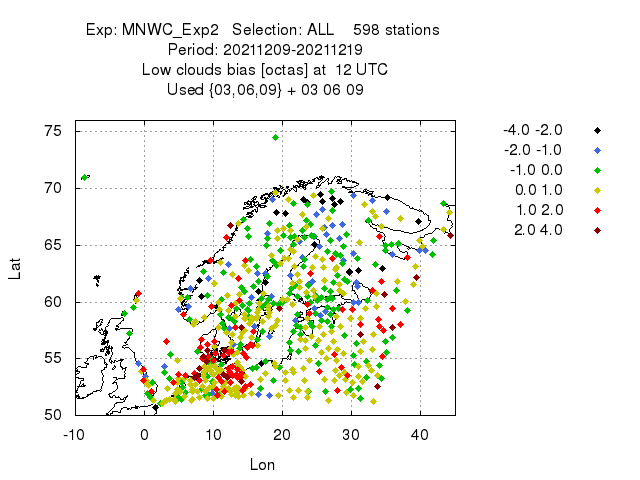 Exp: MNWC_Exp2 Selection: ALL 598 stations
Period: 20211209-20211219
Low clouds bias [octas] at 12 UTC
Used {03,06,09} + 03 06 09
-4.0 -2.0
-2.0 -1.0
-1.0 0.0
0.0 1.0
1.0 2.0
2.0 4.0
75
70
65
60
55
50
Lat
-10 0 10 20 30 40
Lon